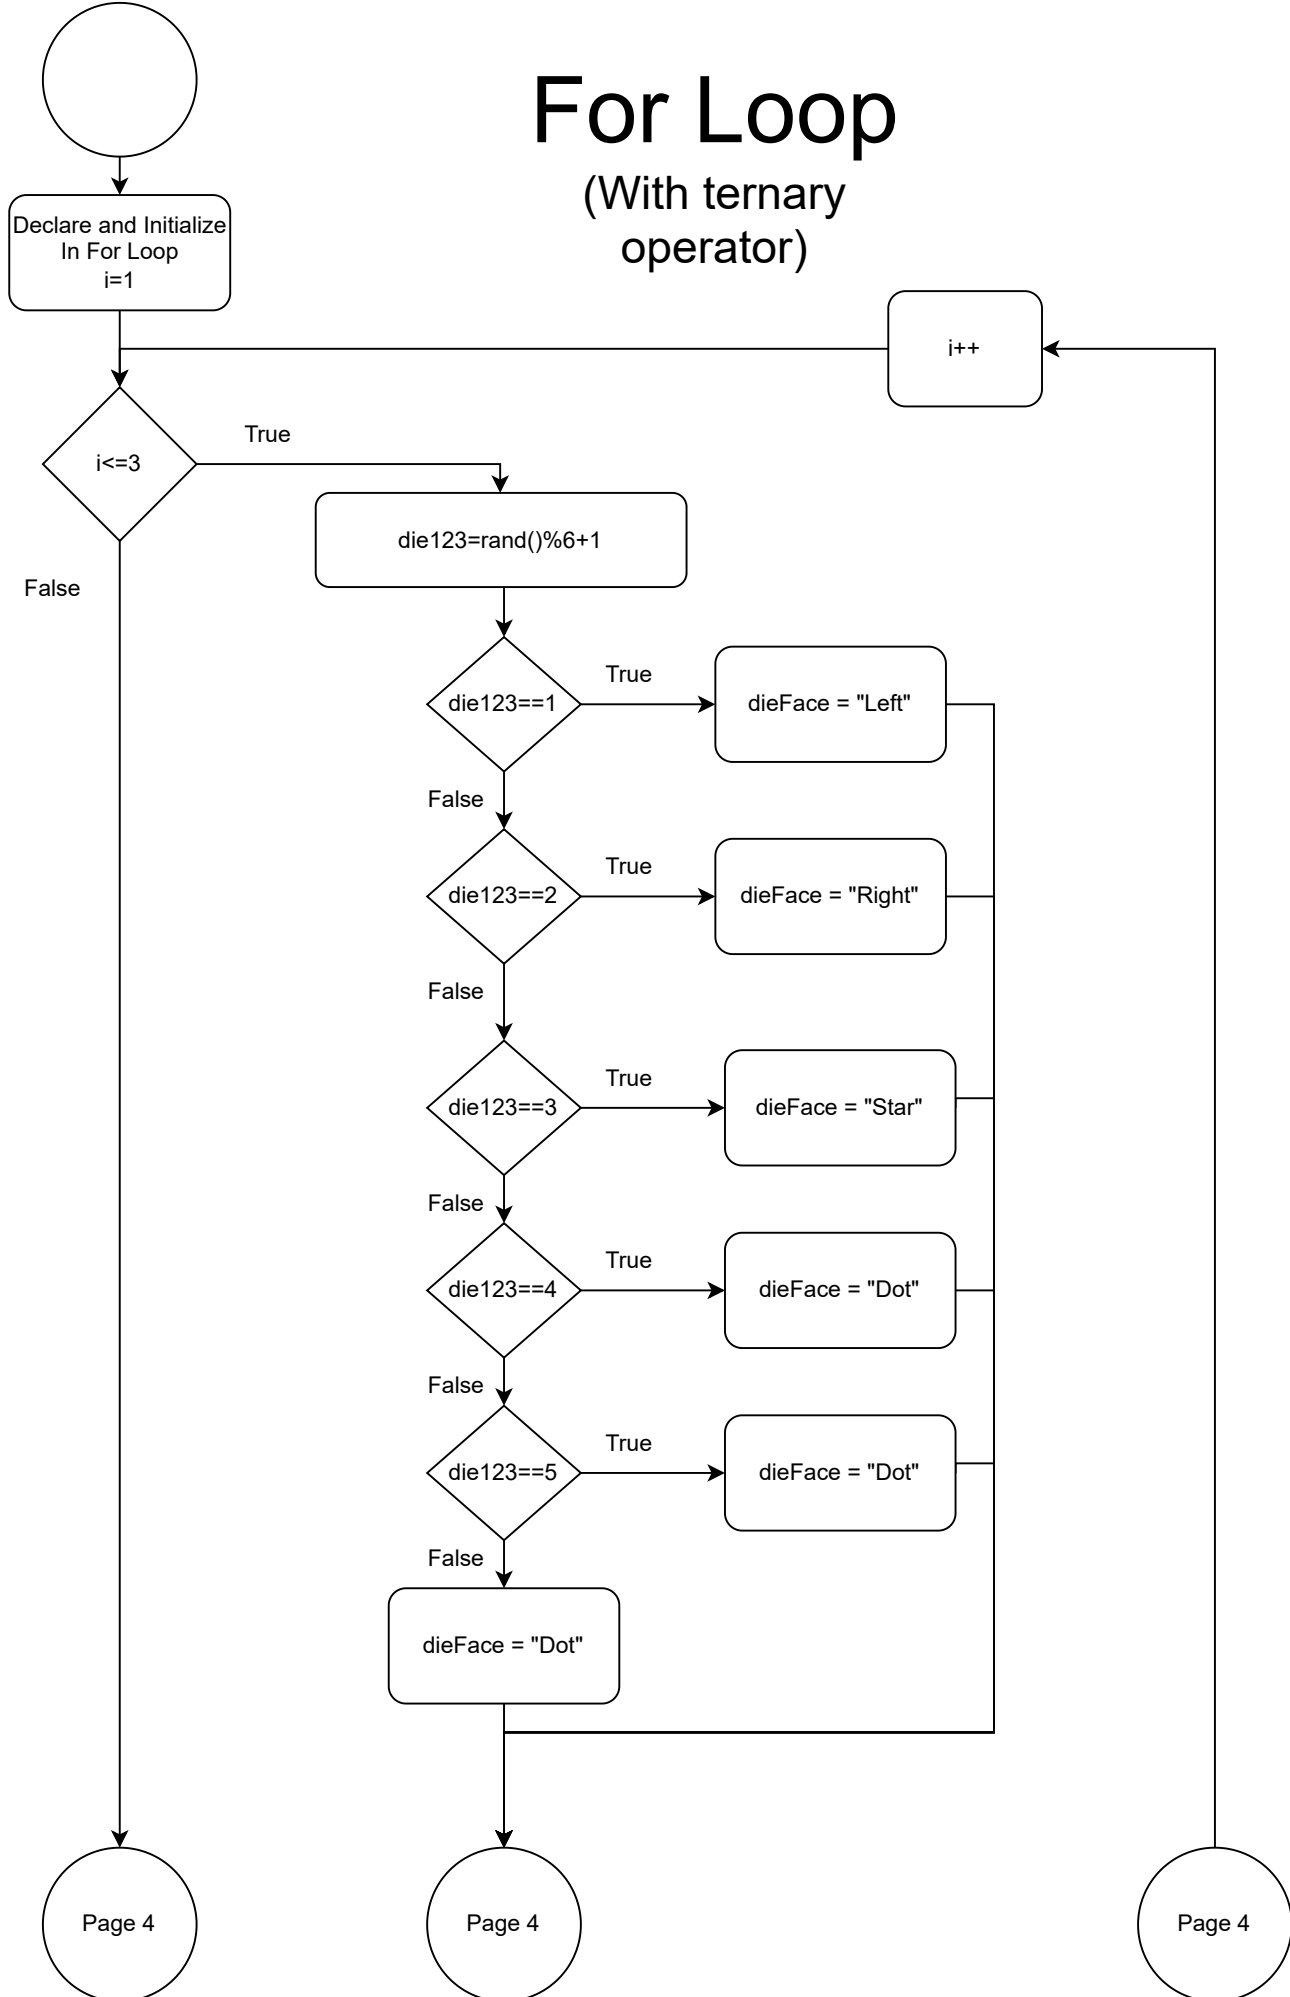 For Loop
(With ternary
operator)
Declare and Initialize
In For Loop
i=1
i++
True
i<=3
die123=rand()%6+1
False
True
die123==1
dieFace = "Left"
False
True
die123==2
dieFace = "Right"
False
True
die123==3
dieFace = "Star"
False
True
die123==4
dieFace = "Dot"
False
True
die123==5
dieFace = "Dot"
False
dieFace = "Dot"
Page 4
Page 4
Page 4